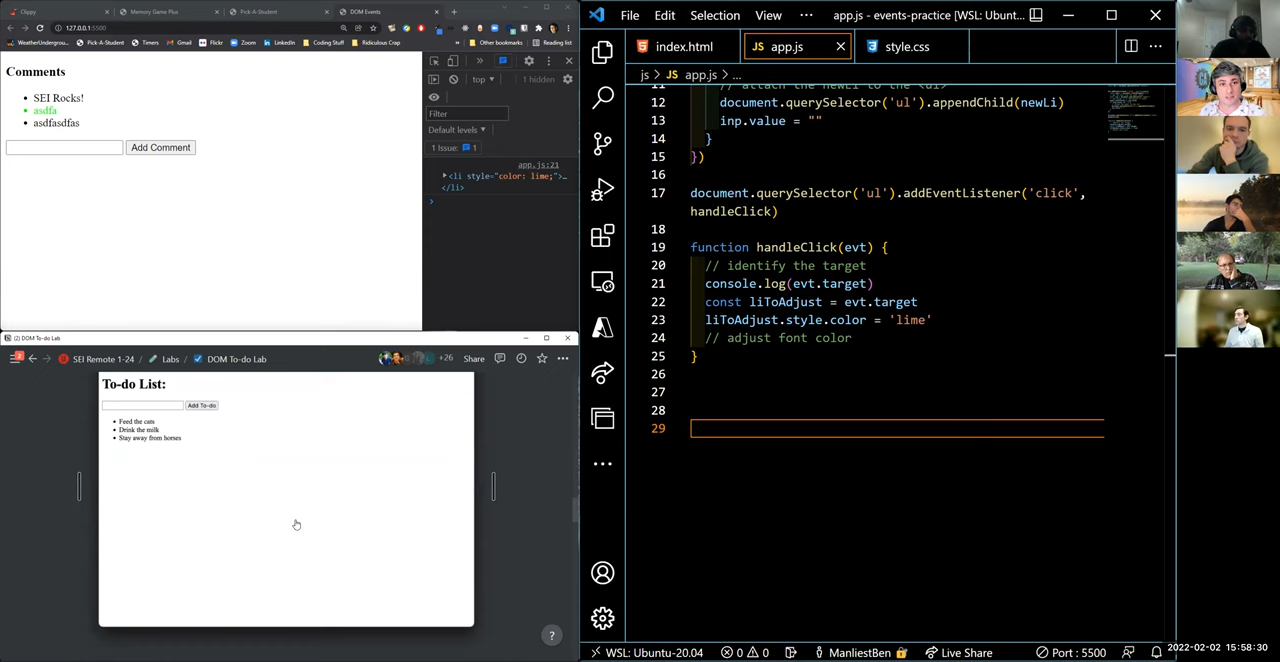 Clippy
Memory Game Plus
Pick-A-Student
DOM Events
127.0.0.1:5500
WeatherUndergrou...
Pick-A-Student
Timers
Gmail
Flickr
Zoom
LinkedIn
Coding Stuff
Ridiculous Crap
Other bookmarks
Reading list
Comments
SEI Rocks!
asdfa
asdfasdfas
Add Comment
top
1 hidden
Filter
Default levels
1 Issue: 1
app.js:21
<li style="color: lime;">…
</li>
(2) DOM To-do Lab
SEI Remote 1-24 / Labs / DOM To-do Lab
+26
Share
To-do List:
Add To-do
Feed the cats
Drink the milk
Stay away from horses
?
File Edit Selection View ··· app.js - events-practice [WSL: Ubunt...
index.html
JS app.js
style.css
js > JS app.js > ...
11 // attach the newLi to the <ul>
12 document.querySelector('ul').appendChild(newLi)
13 inp.value = ""
14 }
15 })
16
17 document.querySelector('ul').addEventListener('click',
handleClick)
18
19 function handleClick(evt) {
20 // identify the target
21 console.log(evt.target)
22 const liToAdjust = evt.target
23 liToAdjust.style.color = 'lime'
24 // adjust font color
25 }
26
27
28
29
WSL: Ubuntu-20.04
0 0
ManliestBen
Live Share
Port : 5500
2022-02-02 15:58:30